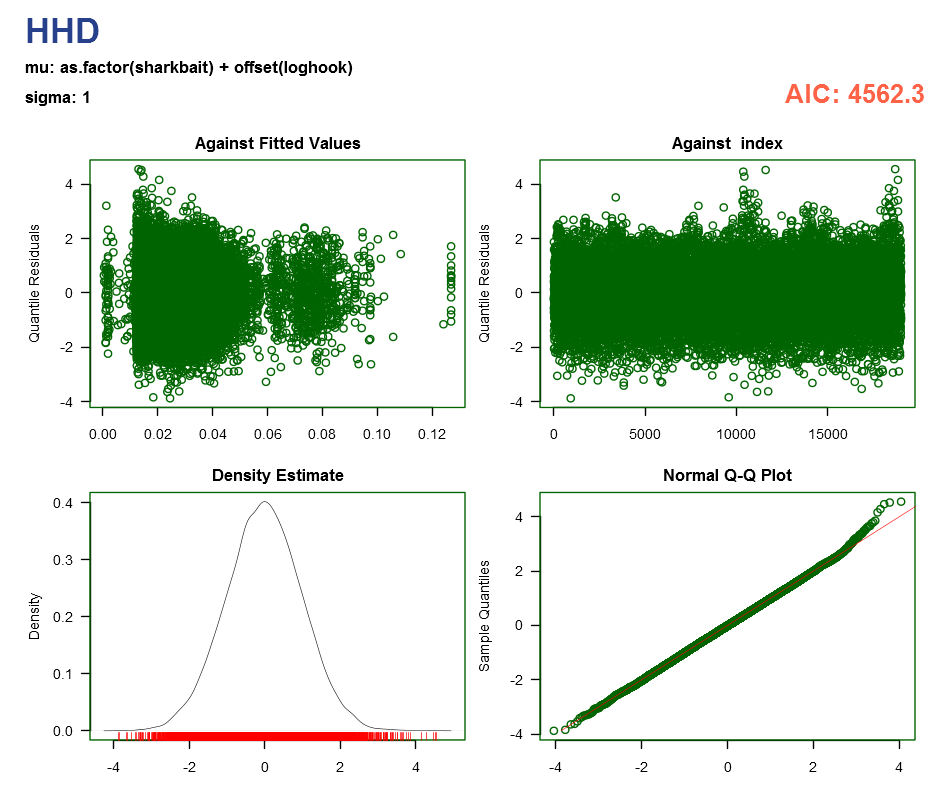 HHD
mu: as.factor(sharkbait) + offset(loghook)
sigma: 1
AIC: 4562.3
Against Fitted Values
Quantile Residuals
4
2
0
-2
-4
0.00 0.02 0.04 0.06 0.08 0.10 0.12
Against index
Quantile Residuals
4
2
0
-2
-4
0 5000 10000 15000
Density Estimate
Density
0.4
0.3
0.2
0.1
0.0
-4 -2 0 2 4
Normal Q-Q Plot
Sample Quantiles
4
2
0
-2
-4
-4 -2 0 2 4